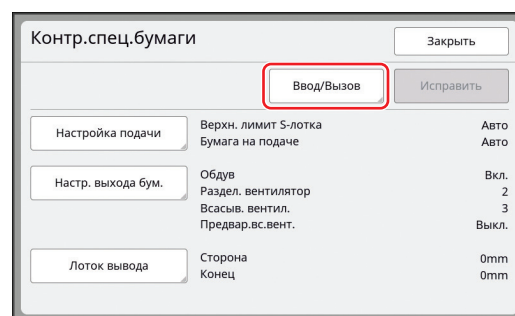 Контр.спец.бумаги
Закрыть
Ввод/Вызов
Исправить
Настройка подачи
Верхн. лимит S-лотка Авто
Бумага на подаче Авто
Настр. выхода бум.
Обдув Вкл.
Раздел. вентилятор 2
Всасыв. вентил. 3
Предвар.вс.вент. Выкл.
Лоток вывода
Сторона 0mm
Конец 0mm